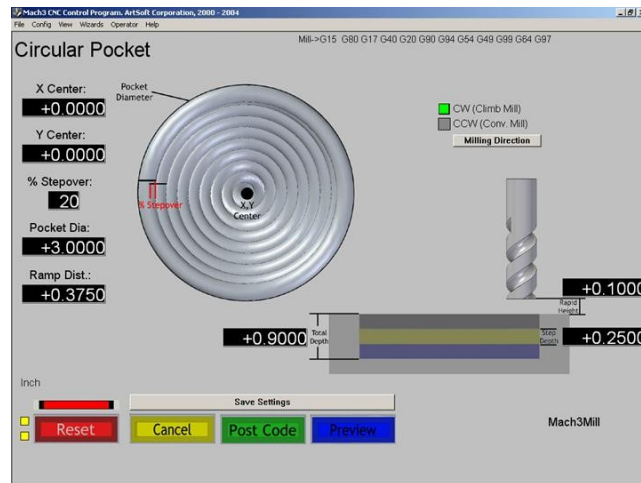 Mach3 CNC Control Program. ArtSoft Corporation, 2000 - 2004
File Config View Wizards Operator Help
Mill->G15 G80 G17 G40 G20 G90 G94 G54 G49 G99 G64 G97
Circular Pocket
X Center:
+0.0000
Y Center:
+0.0000
% Stepover:
20
Pocket Dia:
+3.0000
Ramp Dist.:
+0.3750
Pocket
Diameter
% Stepover
X,Y
Center
CW (Climb Mill)
CCW (Conv. Mill)
Milling Direction
+0.1000
Rapid
Height
+0.9000
Total
Depth
Step
Depth
+0.2500
Inch
Save Settings
Reset
Cancel
Post Code
Preview
Mach3Mill